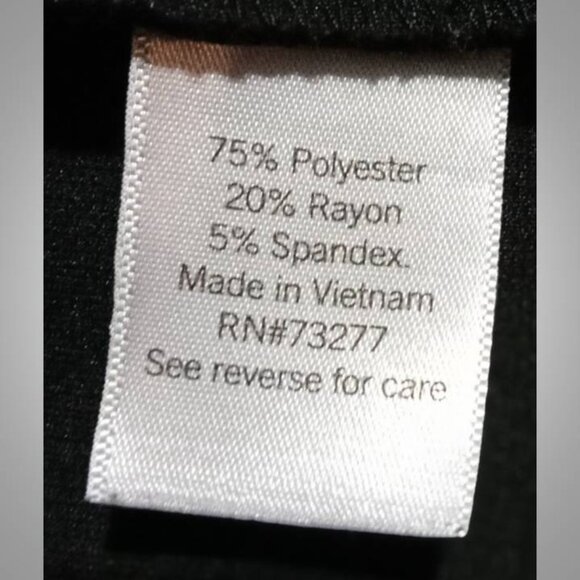 75% Polyester
20% Rayon
5% Spandex.
Made in Vietnam
RN#73277
See reverse for care